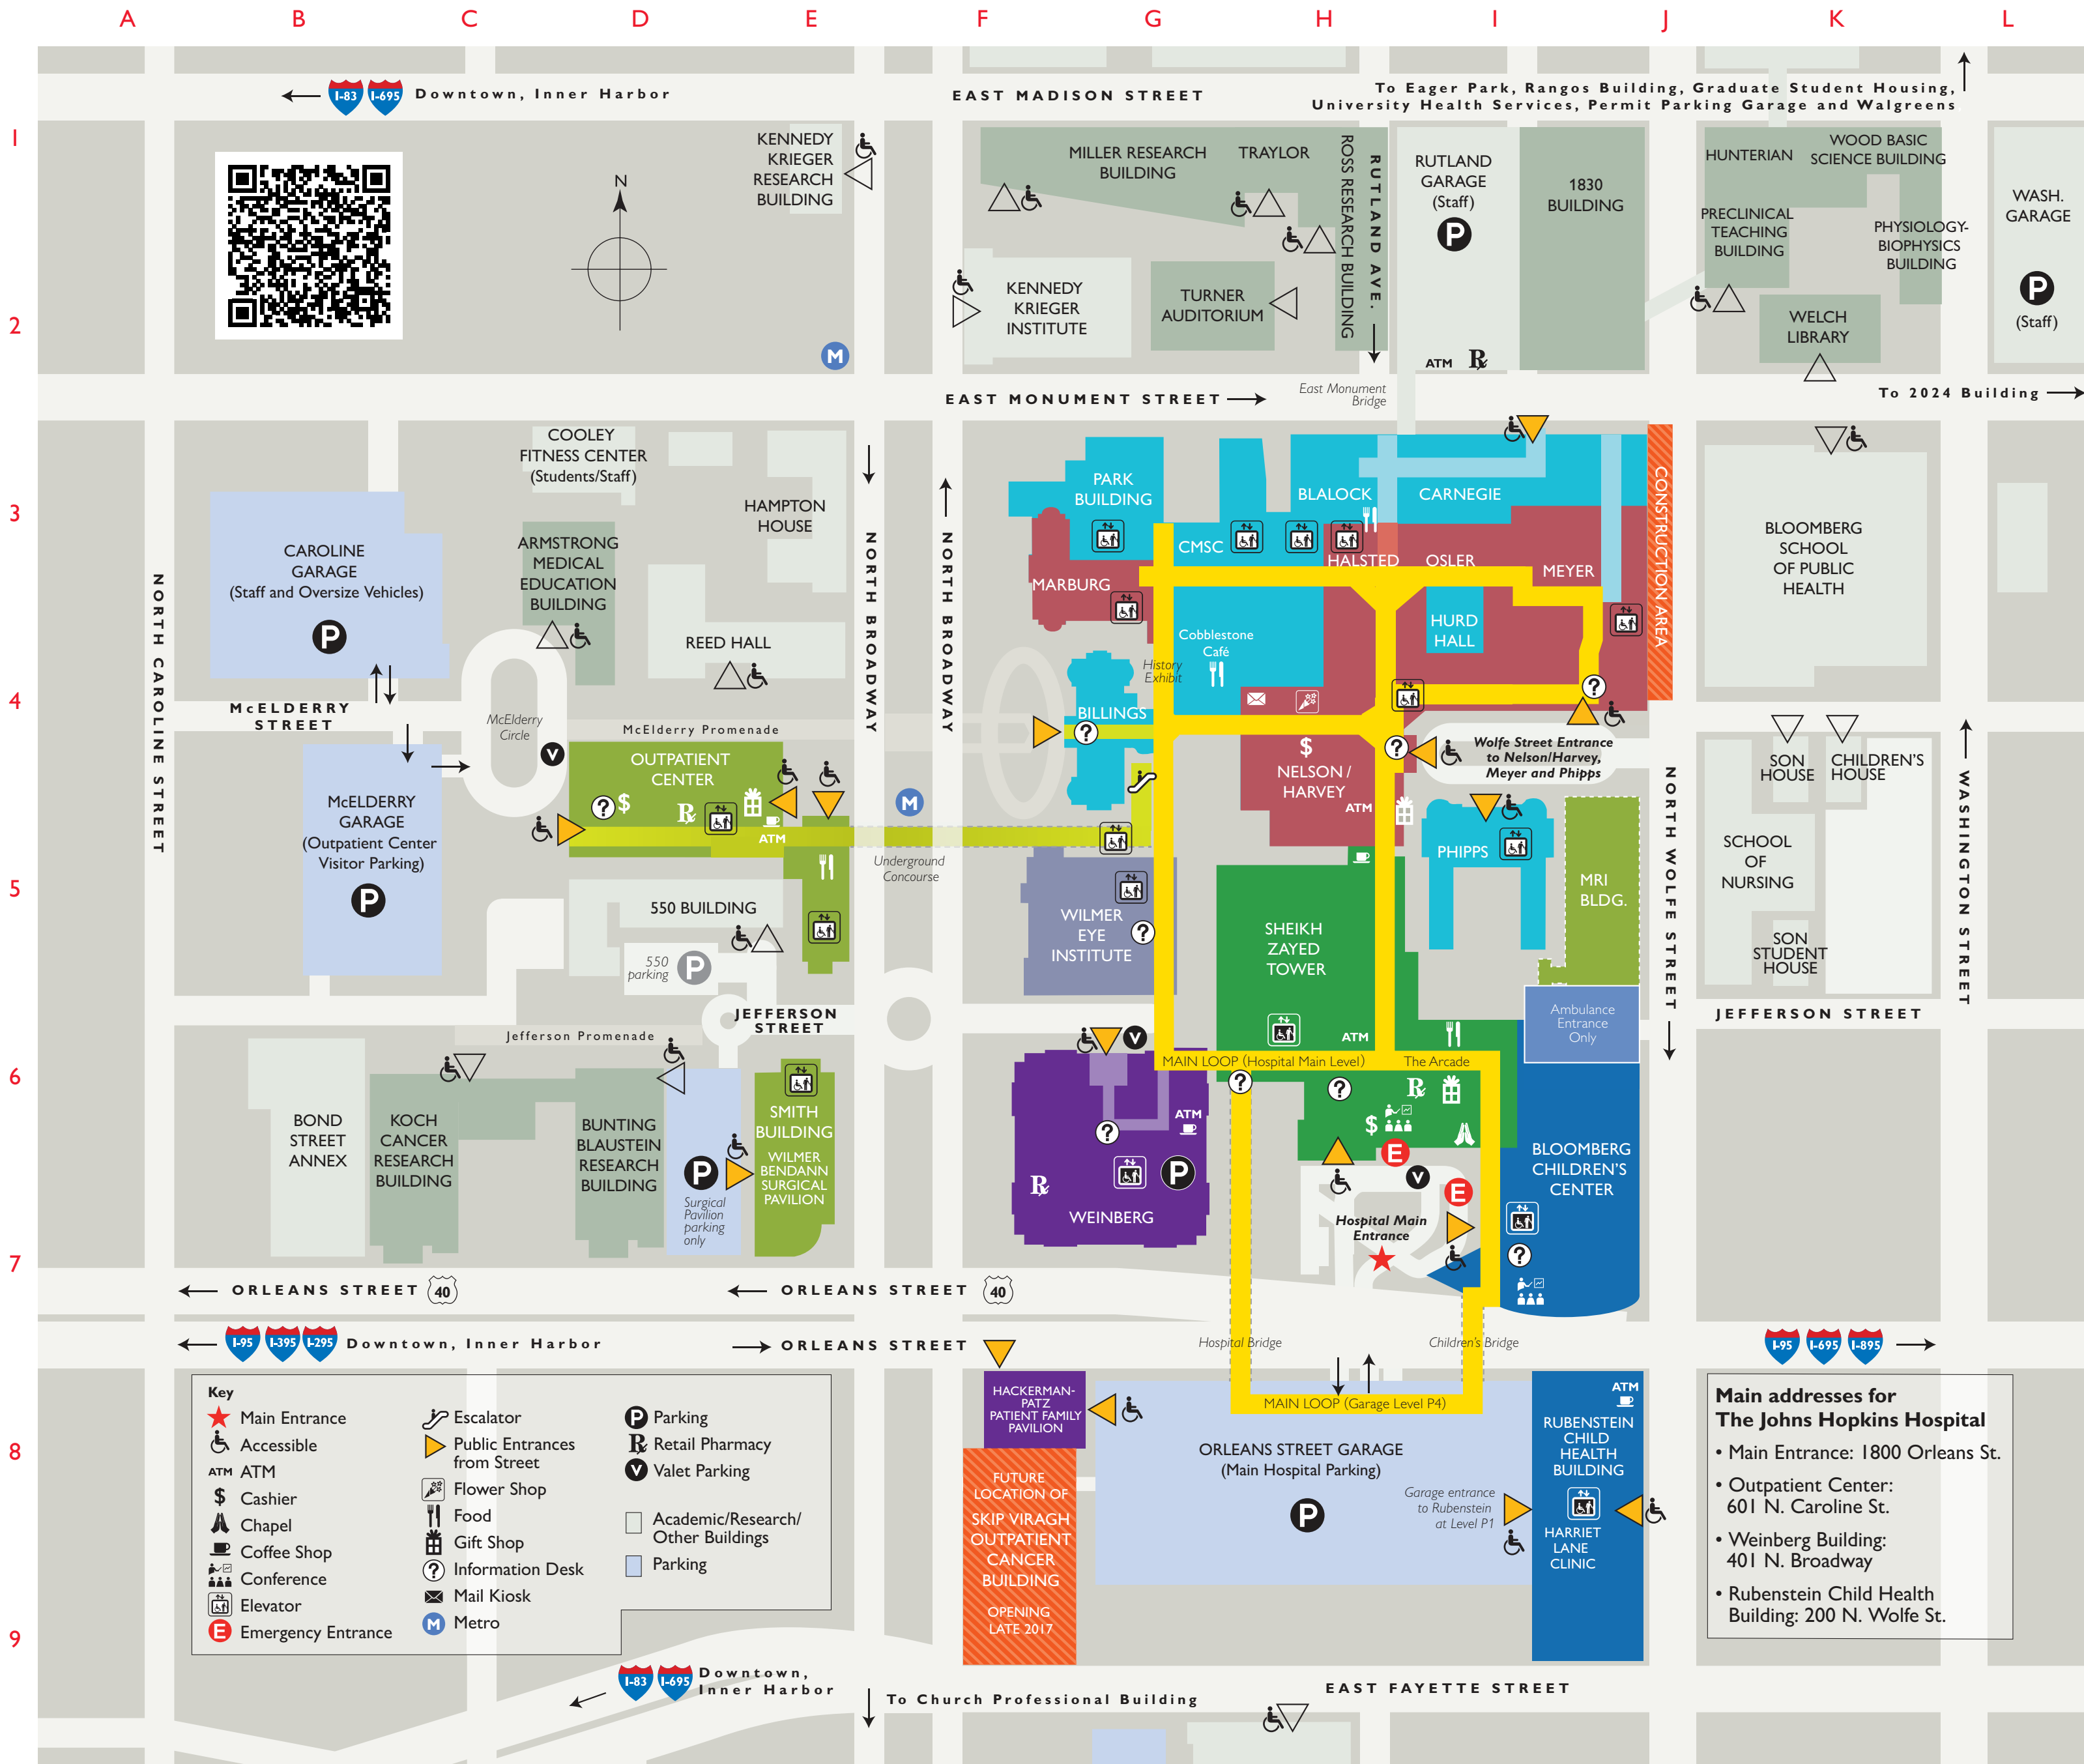 A B C D E F G H I J K L
1
2
3
4
5
6
7
8
9
I-83 I-695 Downtown, Inner Harbor
EAST MADISON STREET
To Eager Park, Rangos Building, Graduate Student Housing,
University Health Services, Permit Parking Garage and Walgreens
KENNEDY
KRIEGER
RESEARCH
BUILDING
N
M
MILLER RESEARCH
BUILDING
TRAYLOR
ROSS RESEARCH BUILDING
RUTLAND AVE.
RUTLAND
GARAGE
(Staff)
P
ATM
Rx
1830
BUILDING
HUNTERIAN
WOOD BASIC
SCIENCE BUILDING
PRECLINICAL
TEACHING
BUILDING
PHYSIOLOGY-
BIOPHYSICS
BUILDING
WASH.
GARAGE
P
(Staff)
KENNEDY
KRIEGER
INSTITUTE
TURNER
AUDITORIUM
WELCH
LIBRARY
EAST MONUMENT STREET
East Monument
Bridge
To 2024 Building
COOLEY
FITNESS CENTER
(Students/Staff)
HAMPTON
HOUSE
CAROLINE
GARAGE
(Staff and Oversize Vehicles)
P
ARMSTRONG
MEDICAL
EDUCATION
BUILDING
REED HALL
NORTH CAROLINE STREET
NORTH BROADWAY
NORTH BROADWAY
McELDERRY
STREET
McElderry
Circle
McElderry Promenade
V
McELDERRY
GARAGE
(Outpatient Center
Visitor Parking)
P
OUTPATIENT
CENTER
? $
Rx
ATM
M
Underground
Concourse
550 BUILDING
550
parking
P
JEFFERSON
STREET
Jefferson Promenade
PARK
BUILDING
CMSC
BLALOCK
CARNEGIE
HALSTED
OSLER
MEYER
MARBURG
HURD
HALL
Cobblestone
Café
History
Exhibit
BILLINGS
?
?
?
$
NELSON /
HARVEY
ATM
Wolfe Street Entrance
to Nelson/Harvey,
Meyer and Phipps
CONSTRUCTION AREA
BLOOMBERG
SCHOOL
OF PUBLIC
HEALTH
SON
HOUSE
CHILDREN'S
HOUSE
SCHOOL
OF
NURSING
SON
STUDENT
HOUSE
NORTH WOLFE STREET
WASHINGTON STREET
JEFFERSON STREET
PHIPPS
MRI
BLDG.
WILMER
EYE
INSTITUTE
?
SHEIKH
ZAYED
TOWER
ATM
Ambulance
Entrance
Only
V
MAIN LOOP (Hospital Main Level)
The Arcade
?
?
Rx
$
E
V
E
Hospital Main
Entrance
BLOOMBERG
CHILDREN'S
CENTER
?
BOND
STREET
ANNEX
KOCH
CANCER
RESEARCH
BUILDING
BUNTING
BLAUSTEIN
RESEARCH
BUILDING
P
Surgical
Pavilion
parking
only
SMITH
BUILDING
WILMER
BENDANN
SURGICAL
PAVILION
ATM
?
P
Rx
WEINBERG
ORLEANS STREET 40
ORLEANS STREET 40
I-95 I-395 I-295 Downtown, Inner Harbor
ORLEANS STREET
Hospital Bridge
Children's Bridge
I-95 I-695 I-895
HACKERMAN-
PATZ
PATIENT FAMILY
PAVILION
FUTURE
LOCATION OF
SKIP VIRAGH
OUTPATIENT
CANCER
BUILDING
OPENING
LATE 2017
MAIN LOOP (Garage Level P4)
ORLEANS STREET GARAGE
(Main Hospital Parking)
P
Garage entrance
to Rubenstein
at Level P1
ATM
RUBENSTEIN
CHILD
HEALTH
BUILDING
HARRIET
LANE
CLINIC
Key
Main Entrance
Accessible
ATM ATM
$ Cashier
Chapel
Coffee Shop
Conference
Elevator
E Emergency Entrance
Escalator
Public Entrances
from Street
Flower Shop
Food
Gift Shop
? Information Desk
Mail Kiosk
M Metro
P Parking
Rx Retail Pharmacy
V Valet Parking
Academic/Research/
Other Buildings
Parking
Main addresses for
The Johns Hopkins Hospital
• Main Entrance: 1800 Orleans St.
• Outpatient Center:
601 N. Caroline St.
• Weinberg Building:
401 N. Broadway
• Rubenstein Child Health
Building: 200 N. Wolfe St.
I-83 I-695 Downtown,
Inner Harbor
To Church Professional Building
EAST FAYETTE STREET